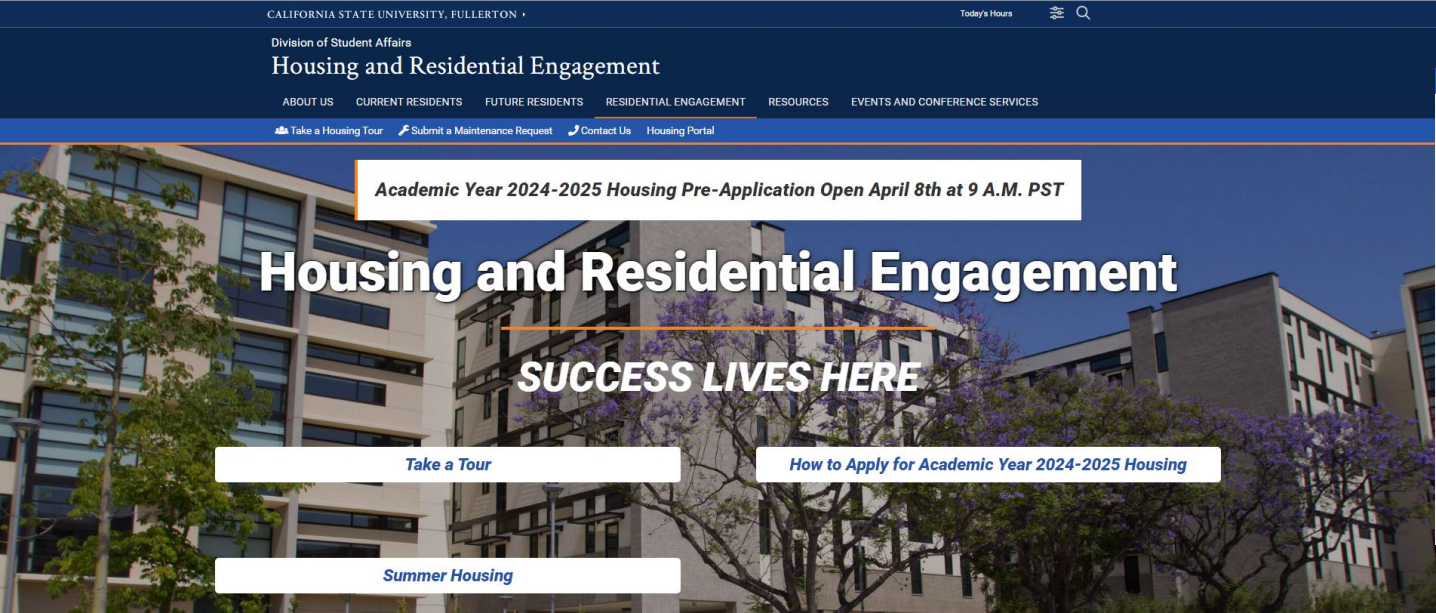 CALIFORNIA STATE UNIVERSITY, FULLERTON
Today's Hours
Division of Student Affairs
Housing and Residential Engagement
ABOUT US CURRENT RESIDENTS FUTURE RESIDENTS RESIDENTIAL ENGAGEMENT RESOURCES EVENTS AND CONFERENCE SERVICES
Take a Housing Tour Submit a Maintenance Request Contact Us Housing Portal
Academic Year 2024-2025 Housing Pre-Application Open April 8th at 9 A.M. PST
Housing and Residential Engagement
SUCCESS LIVES HERE
Take a Tour
How to Apply for Academic Year 2024-2025 Housing
Summer Housing